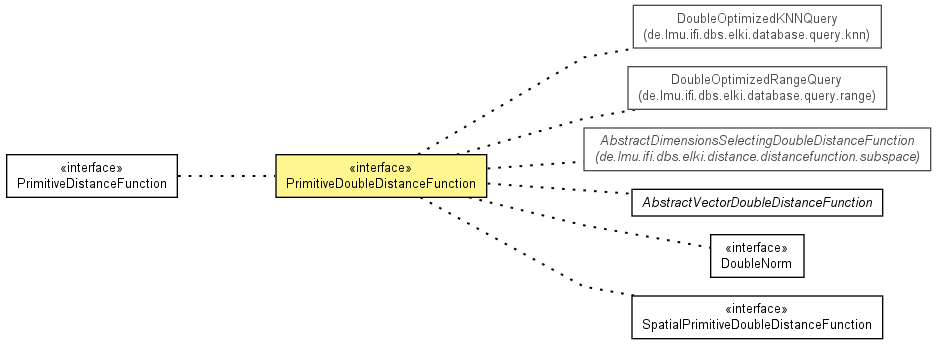 DoubleOptimizedKNNQuery
(de.lmu.ifi.dbs.elki.database.query.knn)
DoubleOptimizedRangeQuery
(de.lmu.ifi.dbs.elki.database.query.range)
AbstractDimensionsSelectingDoubleDistanceFunction
(de.lmu.ifi.dbs.elki.distance.distancefunction.subspace)
«interface»
PrimitiveDistanceFunction
«interface»
PrimitiveDoubleDistanceFunction
AbstractVectorDoubleDistanceFunction
«interface»
DoubleNorm
«interface»
SpatialPrimitiveDoubleDistanceFunction